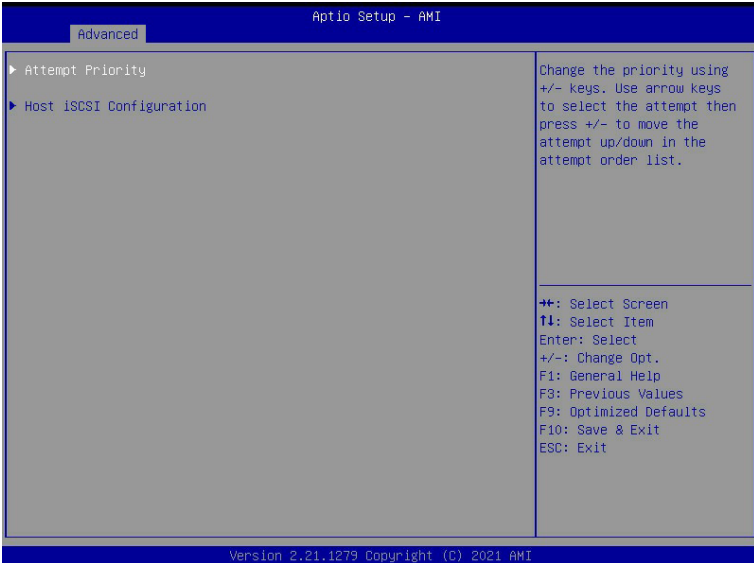 Aptio Setup – AMI
Advanced
▶ Attempt Priority
▶ Host iSCSI Configuration
Change the priority using
+/- keys. Use arrow keys
to select the attempt then
press +/- to move the
attempt up/down in the
attempt order list.
→←: Select Screen
↑↓: Select Item
Enter: Select
+/-: Change Opt.
F1: General Help
F3: Previous Values
F9: Optimized Defaults
F10: Save & Exit
ESC: Exit
Version 2.21.1279 Copyright (C) 2021 AMI